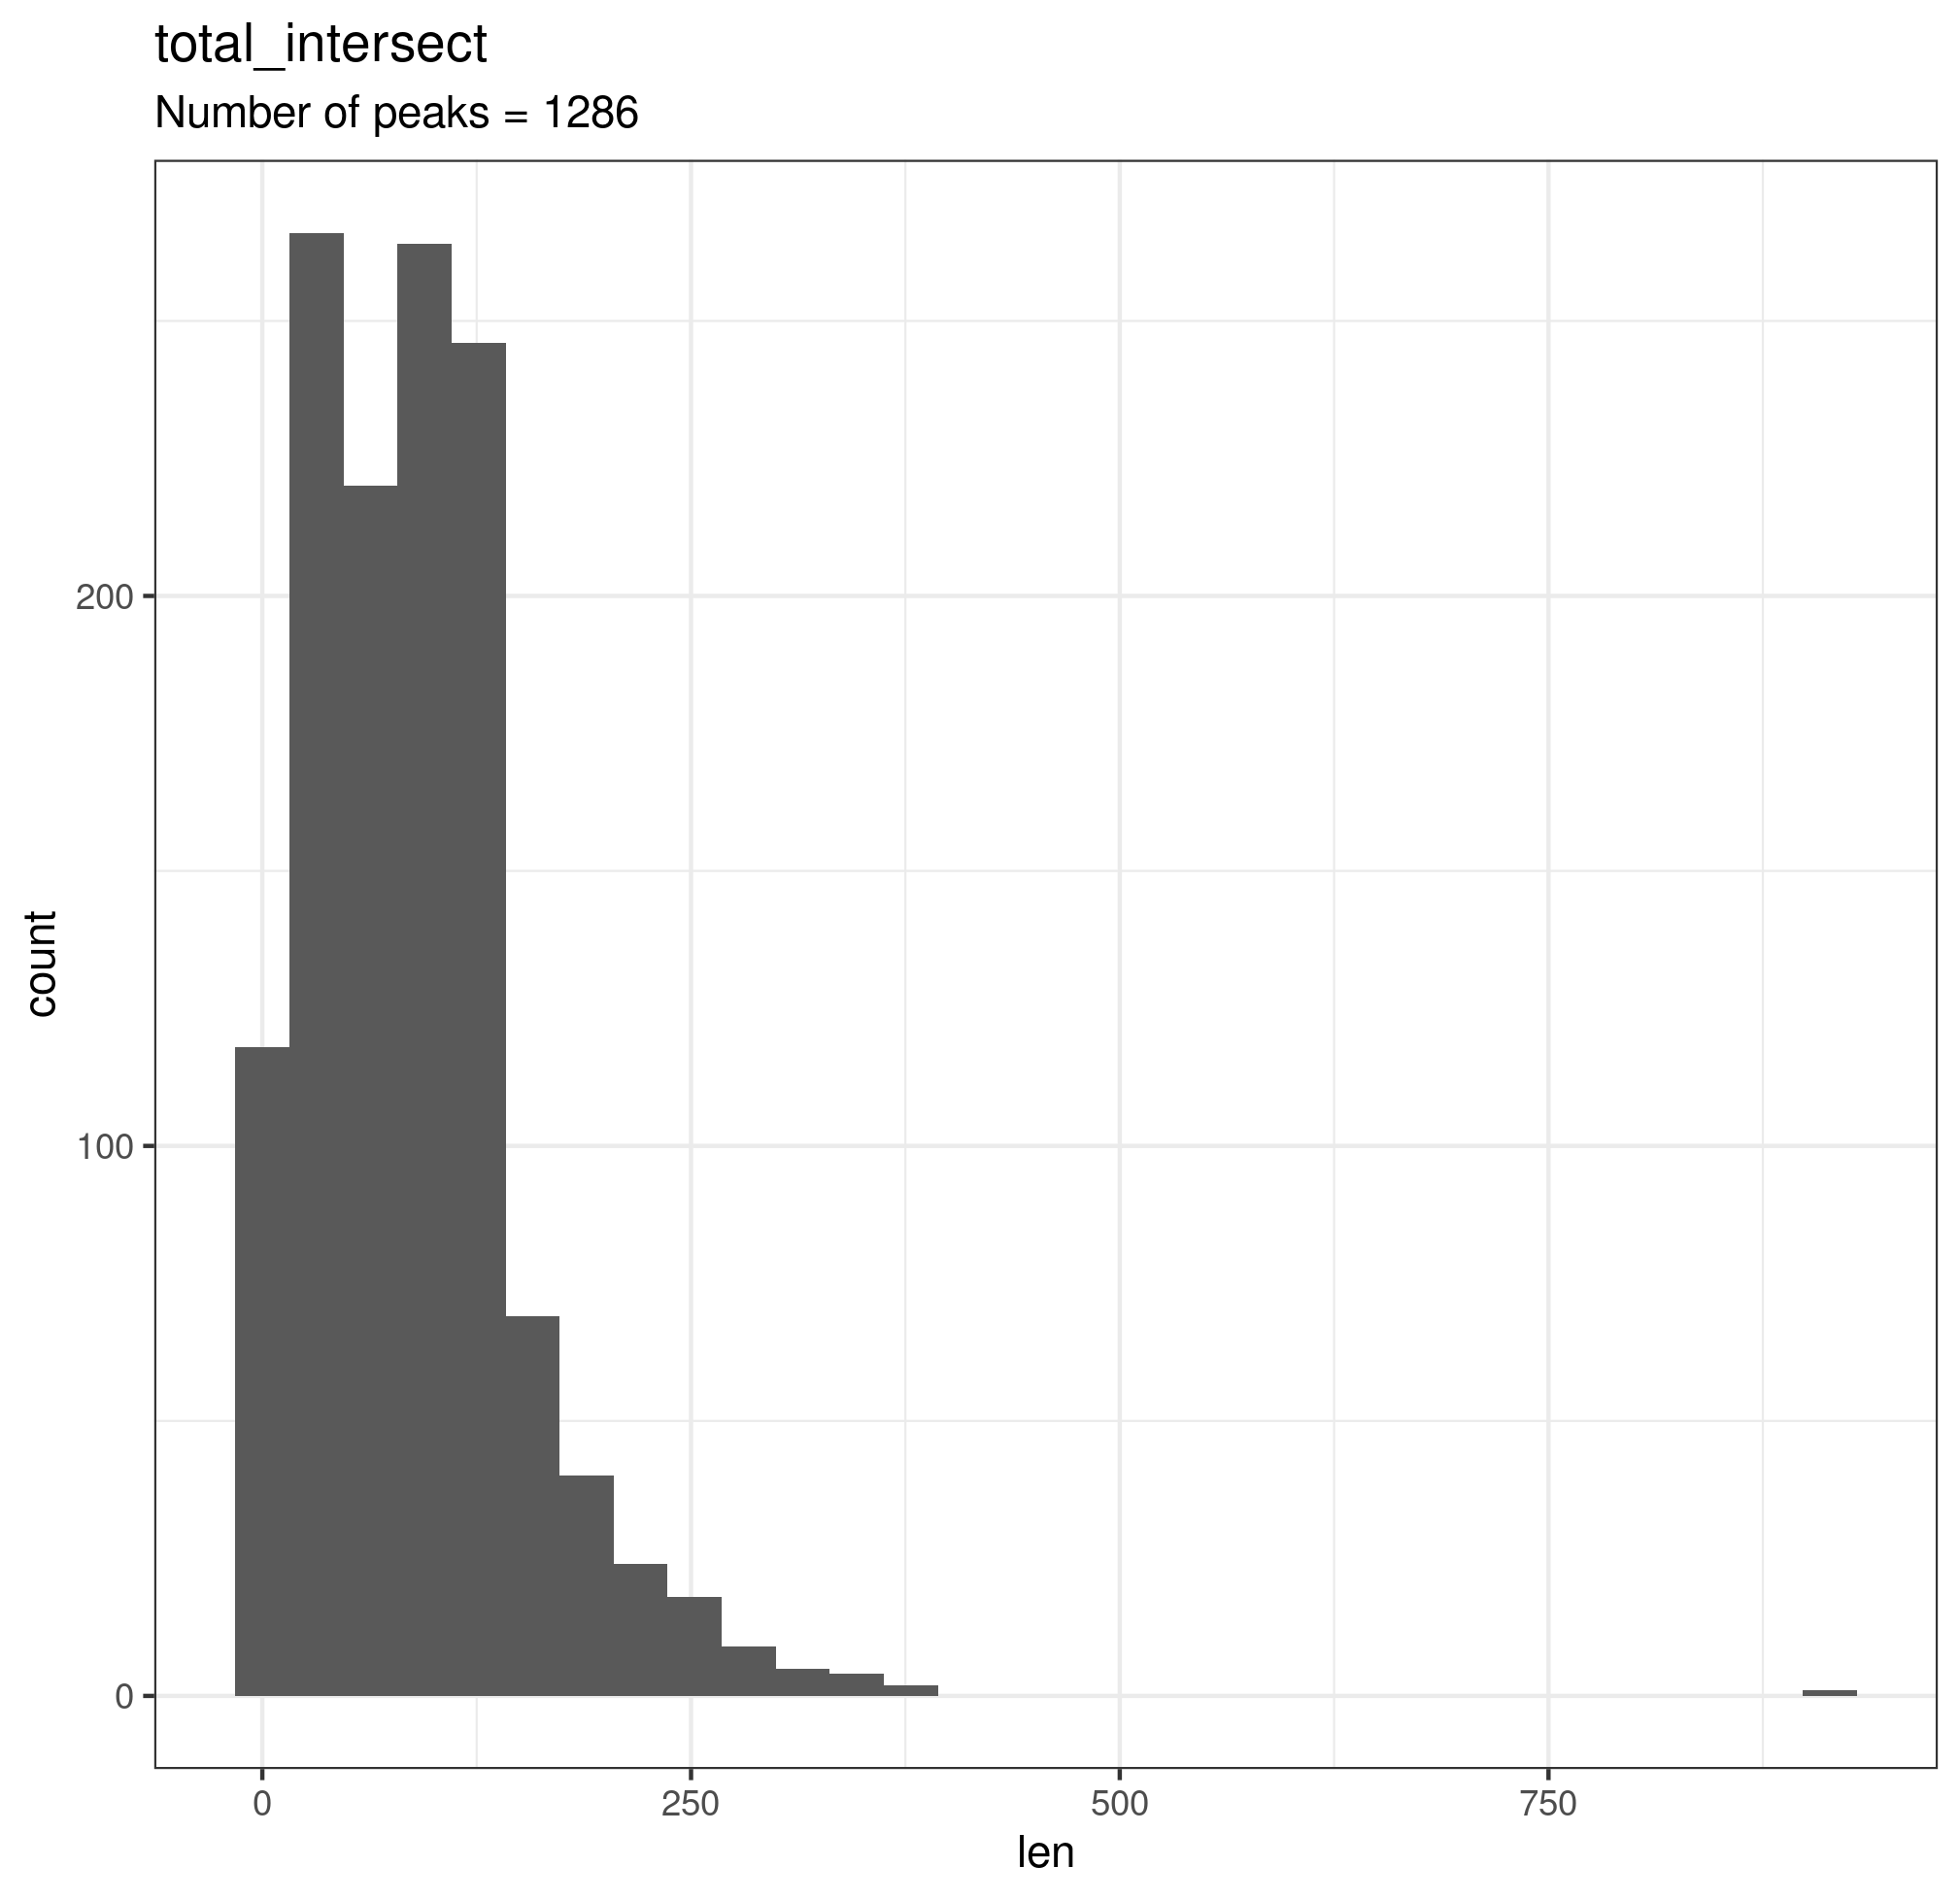 total_intersect
Number of peaks = 1286
count
200
100
0
0 250 500 750
len